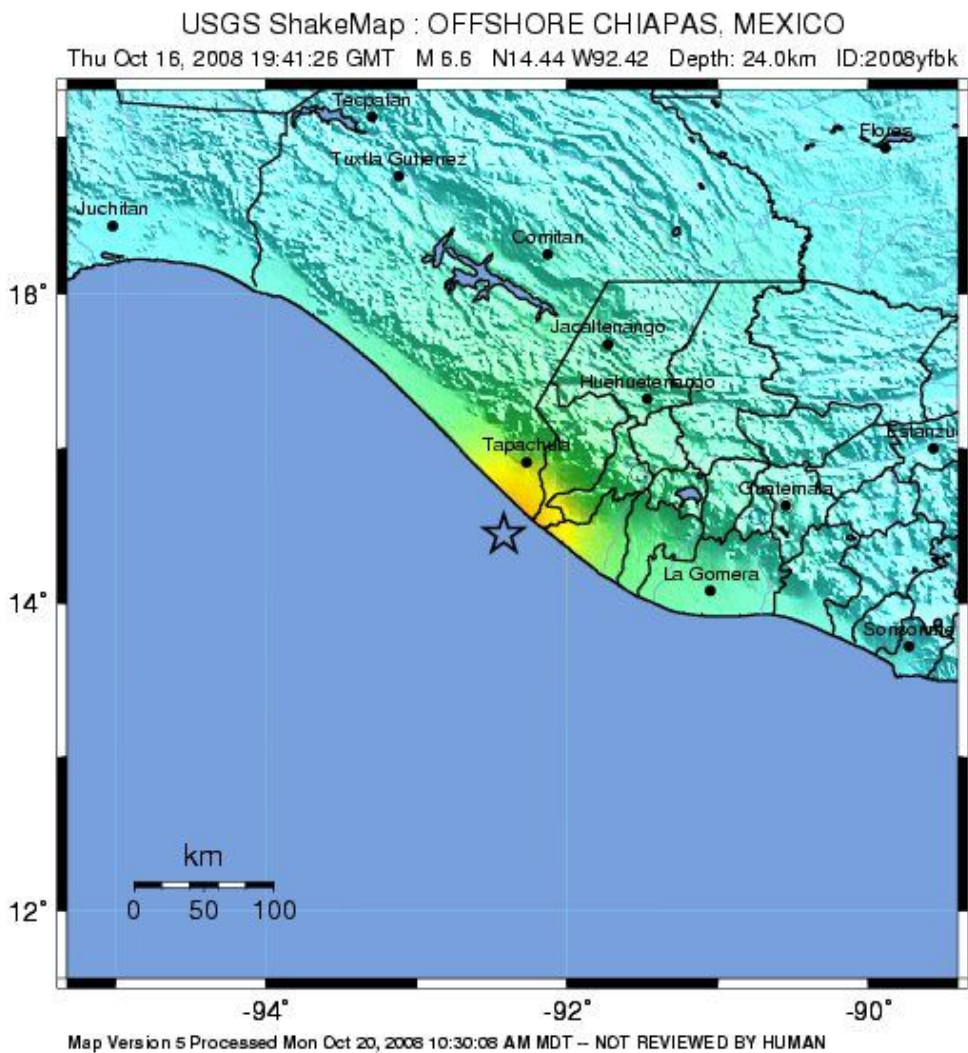 USGS ShakeMap : OFFSHORE CHIAPAS, MEXICO
Thu Oct 16, 2008 19:41:26 GMT M 6.6 N14.44 W92.42 Depth: 24.0km ID:2008yfbk
Tecpatan
Flores
Tuxtla Gutierrez
Juchitan
Comitan
16°
Jacaltenango
Huehuetenango
Estanzu
Tapachula
Guatemala
La Gomera
14°
Sonsonate
km
0 50 100
12°
-94° -92° -90°
Map Version 5 Processed Mon Oct 20, 2008 10:30:08 AM MDT -- NOT REVIEWED BY HUMAN